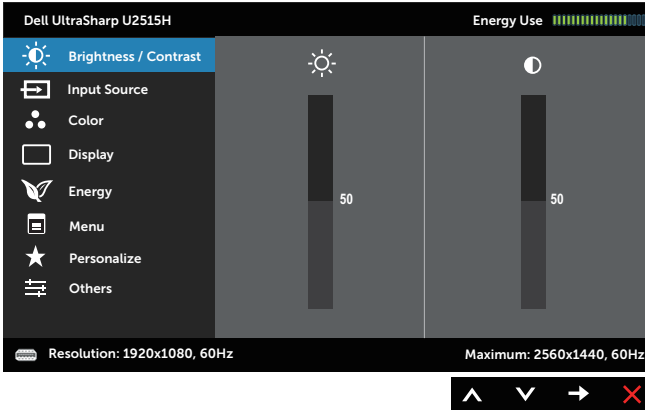 Dell UltraSharp U2515H
Energy Use
Brightness / Contrast
Input Source
Color
Display
Energy
Menu
Personalize
Others
50
50
Resolution: 1920x1080, 60Hz
Maximum: 2560x1440, 60Hz